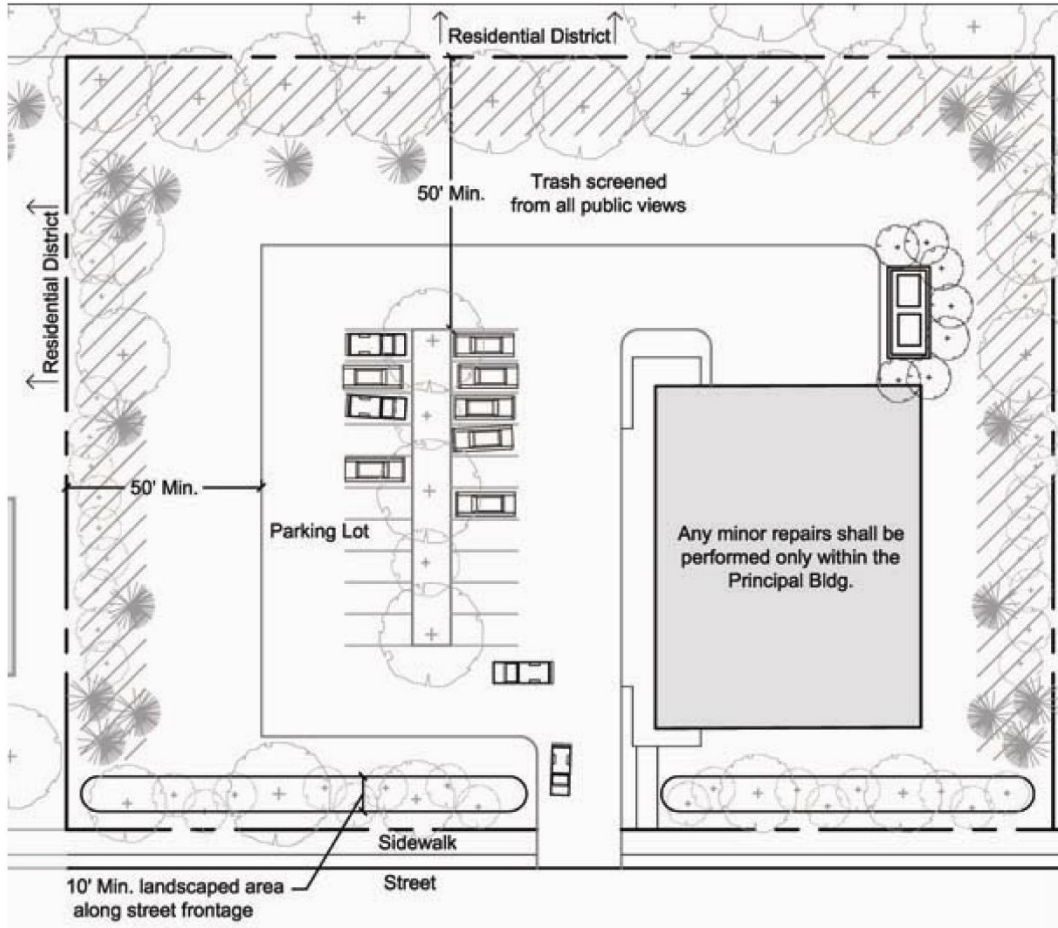 Residential District
50' Min.
Trash screened
from all public views
Residential District
50' Min.
Parking Lot
Any minor repairs shall be
performed only within the
Principal Bldg.
Sidewalk
Street
10' Min. landscaped area
along street frontage